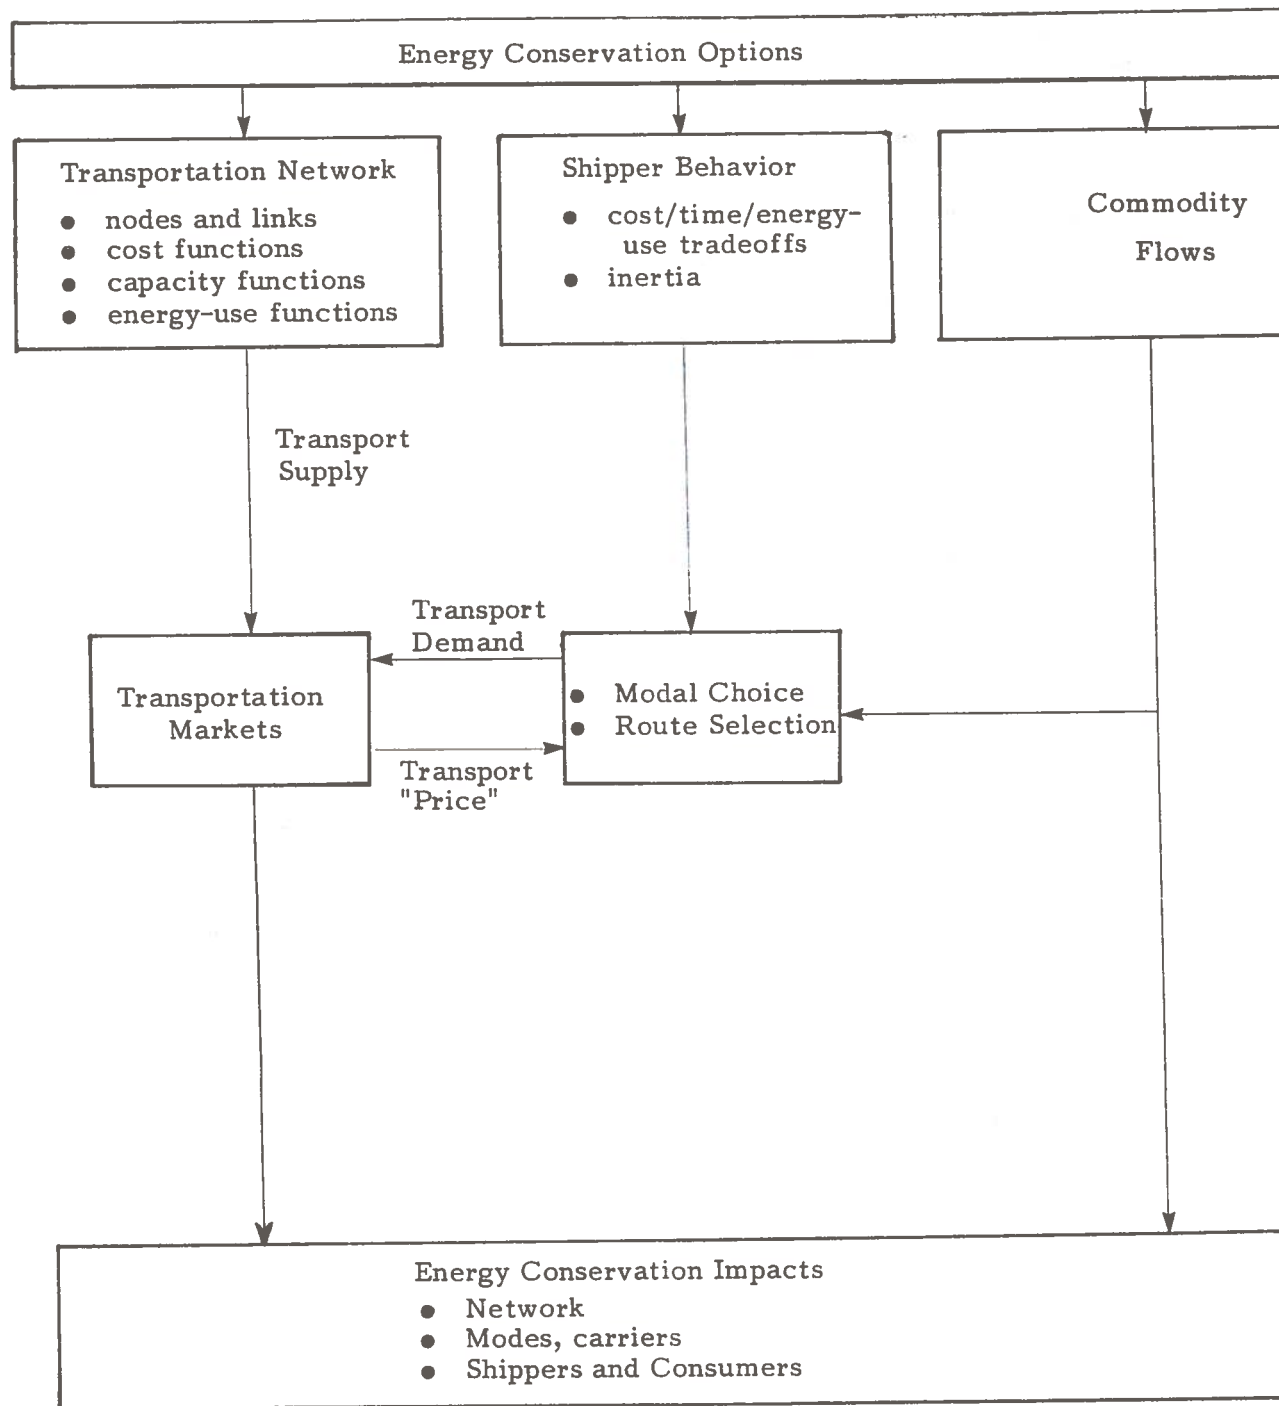 Energy Conservation Options
Transportation Network
● nodes and links
● cost functions
● capacity functions
● energy-use functions
Shipper Behavior
● cost/time/energy-
use tradeoffs
● inertia
Commodity
Flows
Transport
Supply
Transport
Demand
Transportation
Markets
● Modal Choice
● Route Selection
Transport
"Price"
Energy Conservation Impacts
● Network
● Modes, carriers
● Shippers and Consumers